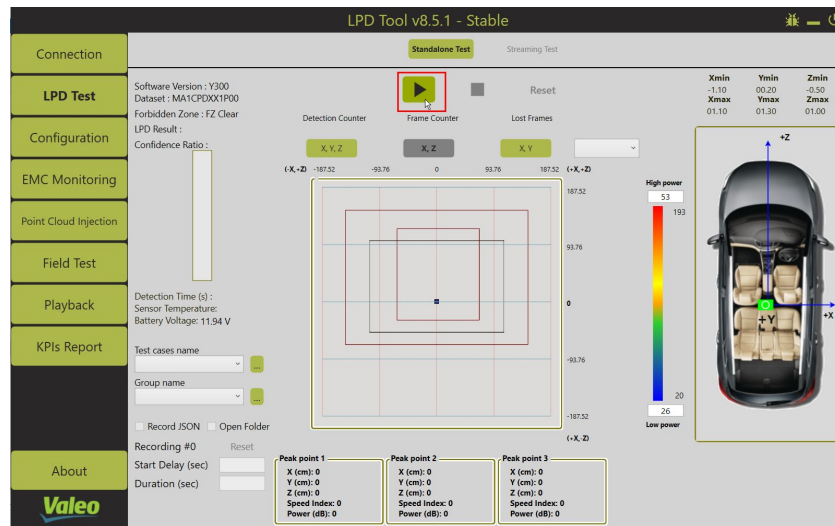 LPD Tool v8.5.1 - Stable
Connection
LPD Test
Configuration
EMC Monitoring
Point Cloud Injection
Field Test
Playback
KPIs Report
About
Valeo
Standalone Test
Streaming Test
Software Version : Y300
Dataset : MA1CPDXX1P00
Forbidden Zone : FZ Clear
LPD Result :
Confidence Ratio :
Reset
Detection Counter
Frame Counter
Lost Frames
X, Y, Z
X, Z
X, Y
(-X,+Z)
-187.52
-93.76
0
93.76
187.52
(+X,+Z)
187.52
93.76
0
-93.76
-187.52
(+X,-Z)
High power
53
193
20
26
Low power
Xmin Ymin Zmin
-1.10 00.20 -0.50
Xmax Ymax Zmax
01.10 01.30 01.00
+Z
+Y
+X
Detection Time (s) :
Sensor Temperature:
Battery Voltage: 11.94 V
Test cases name
...
Group name
...
Record JSON Open Folder
Recording #0 Reset
Start Delay (sec)
Duration (sec)
Peak point 1
X (cm): 0
Y (cm): 0
Z (cm): 0
Speed Index: 0
Power (dB): 0
Peak point 2
X (cm): 0
Y (cm): 0
Z (cm): 0
Speed Index: 0
Power (dB): 0
Peak point 3
X (cm): 0
Y (cm): 0
Z (cm): 0
Speed Index: 0
Power (dB): 0